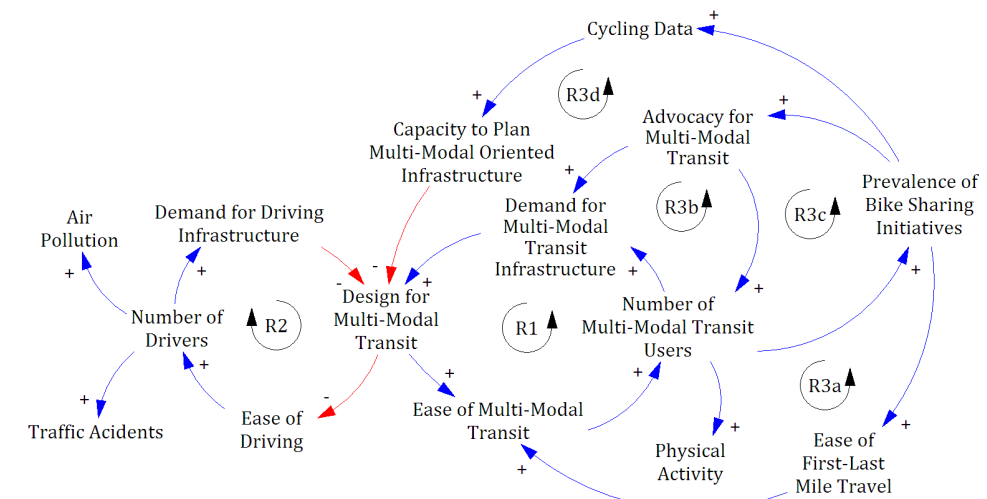 Cycling Data
+
+
R3d
+
+
Capacity to Plan
Multi-Modal Oriented
Infrastructure
Advocacy for
Multi-Modal
Transit
+
Prevalence of
Bike Sharing
Initiatives
Air
Pollution
Demand for Driving
Infrastructure
Demand for
Multi-Modal
Transit
Infrastructure
R3b
R3c
+
+
-
-
+
+
+
+
Design for
Multi-Modal
Transit
Number of
Drivers
R2
R1
Number of
Multi-Modal Transit
Users
+
+
+
+
-
R3a
Traffic Acidents
Ease of
Driving
Ease of Multi-Modal
Transit
+
+
+
Physical
Activity
Ease of
First-Last
Mile Travel